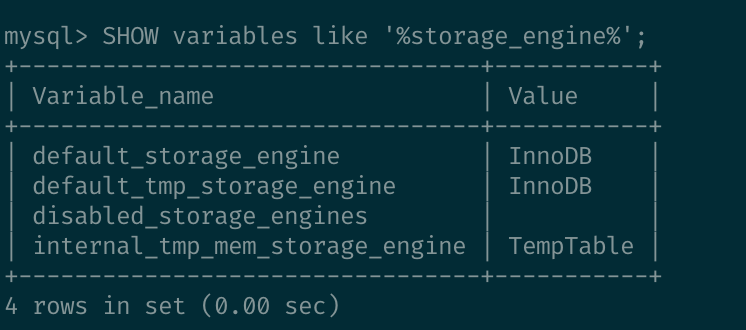 mysql> SHOW variables like '%storage_engine%';
+---------------------------------+-----------+
| Variable_name                   | Value     |
+---------------------------------+-----------+
| default_storage_engine          | InnoDB    |
| default_tmp_storage_engine      | InnoDB    |
| disabled_storage_engines        |           |
| internal_tmp_mem_storage_engine | TempTable |
+---------------------------------+-----------+
4 rows in set (0.00 sec)